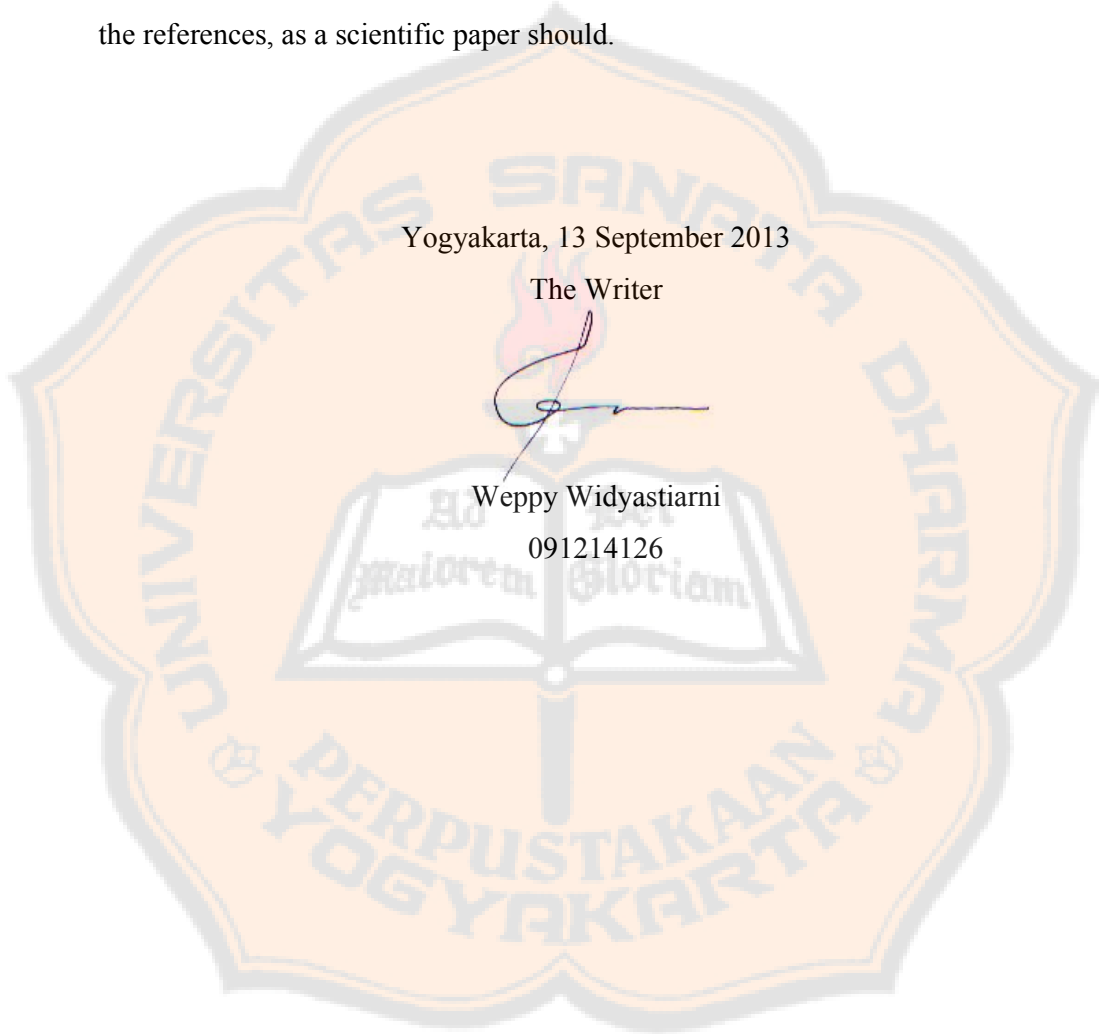 the references, as a scientific paper should.
UNIVERSITAS SANATA DHARMA
Yogyakarta, 13 September 2013
The Writer
Weppy Widyastiarni
Ad Dei
091214126
Maiorem Gloriam
PERPUSTAKAAN
YOGYAKARTA